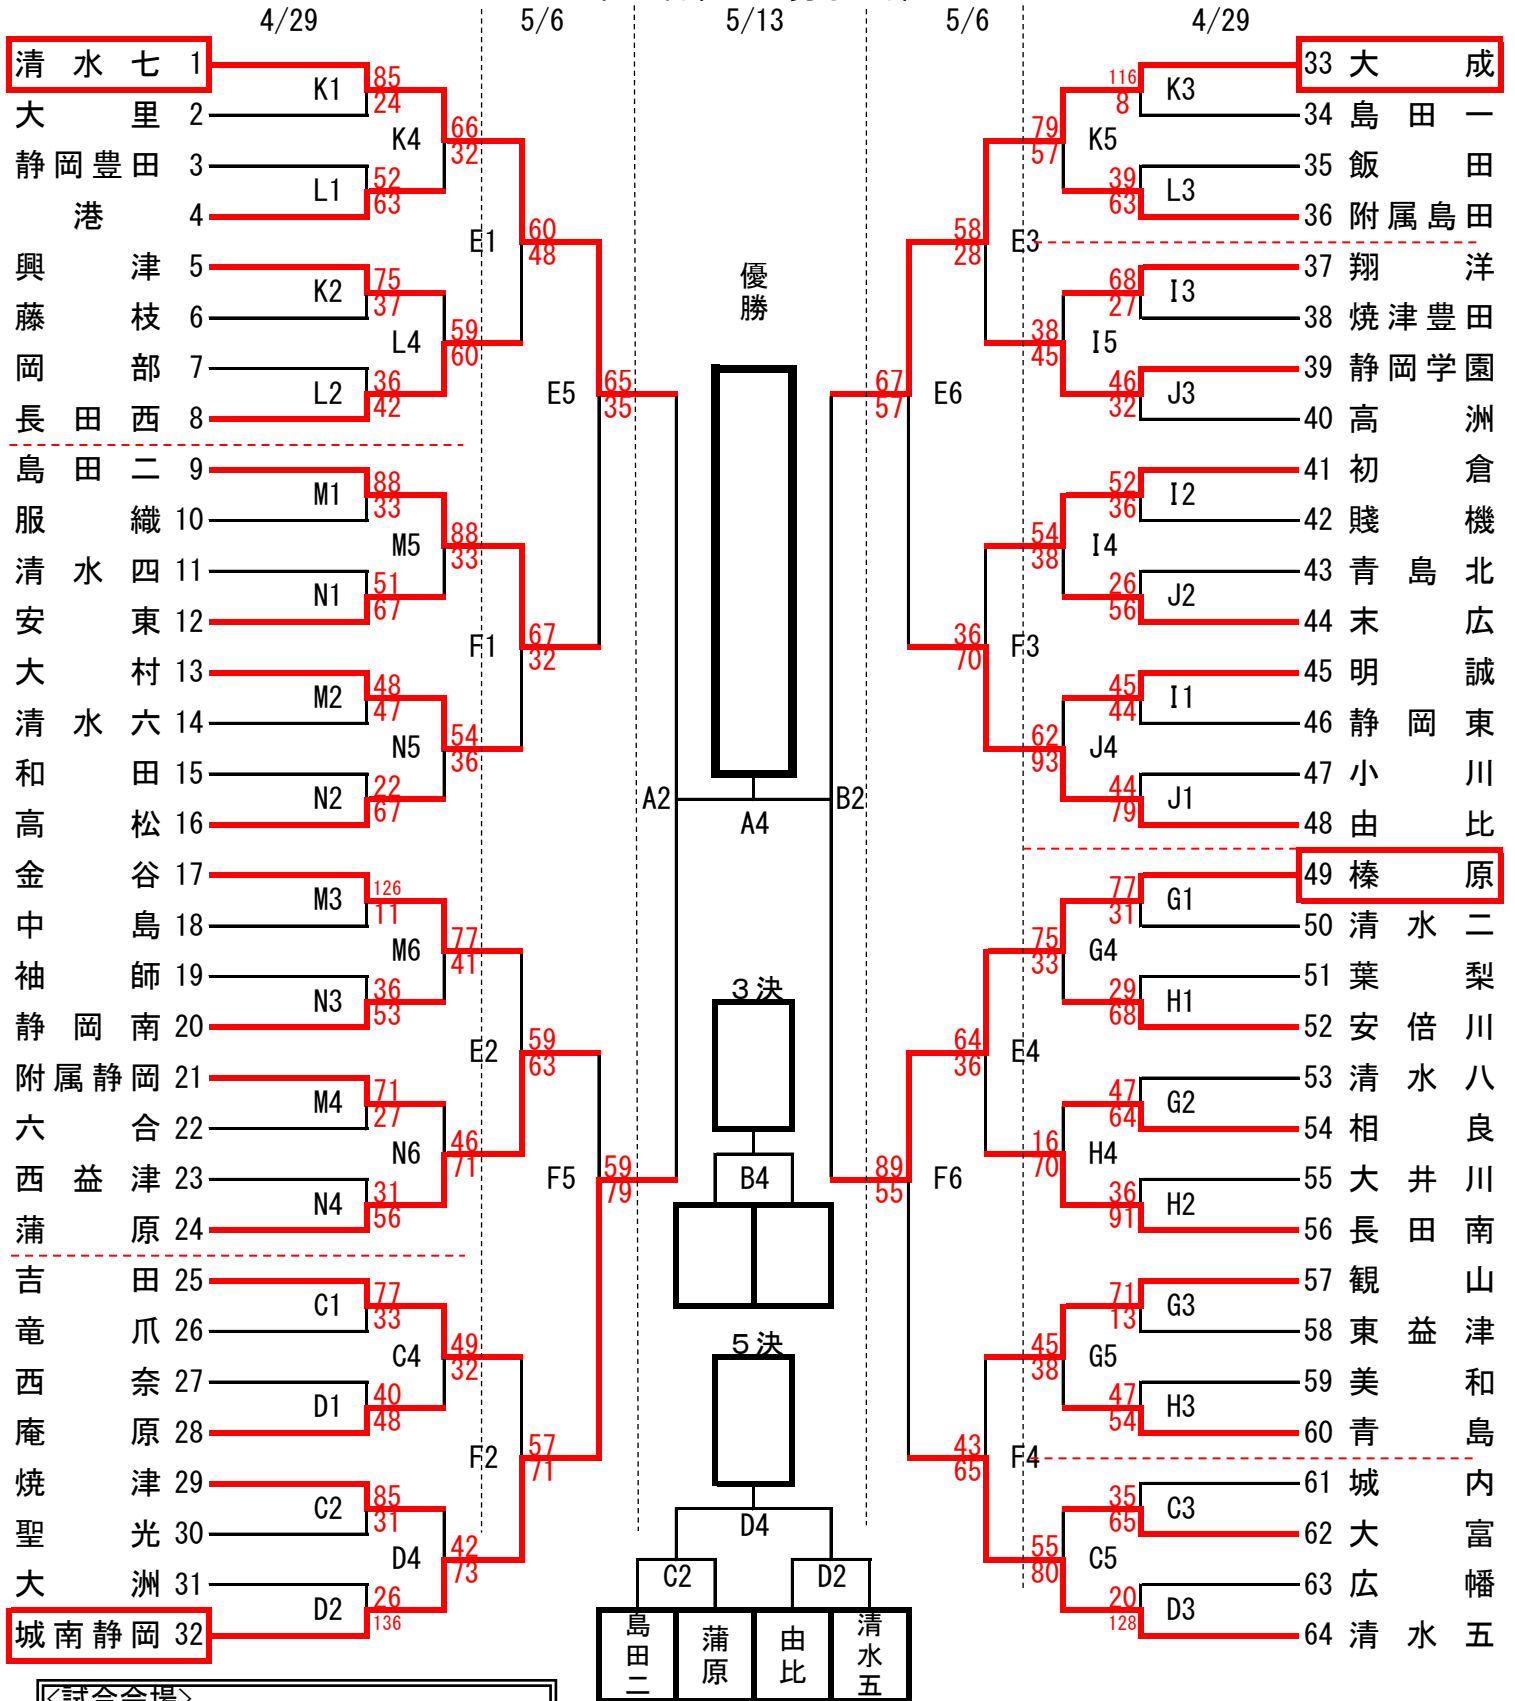 4/29 5/6 5/13 5/6 4/29
清水七 1
大里 2
静岡豊田 3
港 4
興津 5
藤枝 6
岡部 7
長田西 8
島田二 9
服織 10
清水四 11
安東 12
大村 13
清水六 14
和田 15
高松 16
金谷 17
中島 18
袖師 19
静岡南 20
附属静岡 21
六合 22
西益津 23
蒲原 24
吉田 25
竜爪 26
西奈 27
庵原 28
焼津 29
聖光 30
大洲 31
城南静岡 32
K1 85 24
L1 52 63
K2 75 37
L2 36 42
M1 88 33
N1 51 67
M2 48 47
N2 22 67
M3 126 11
N3 36 53
M4 71 27
N4 31 56
C1 77 33
D1 40 48
C2 85 31
D2 26 136
K4 66 32
L4 59 60
M5 88 33
N5 54 36
M6 77 41
N6 46 71
C4 49 32
D4 42 73
E1 60 48
F1 67 32
E2 59 63
F2 57 71
E5 65 35
F5 59 79
優勝
A2
A4
B2
3決
B4
5決
D4
C2 D2
島田二 蒲原 由比 清水五
E6 67 57
F6 89 55
E3 58 28
F3 36 70
E4 64 36
F4 43 65
K5 79 57
I5 38 45
I4 54 38
J4 62 93
G4 75 33
H4 16 70
G5 45 38
C5 55 80
K3 116 8
L3 39 63
I3 68 27
J3 46 32
I2 52 36
J2 26 56
I1 45 44
J1 44 79
G1 77 31
H1 29 68
G2 47 64
H2 36 91
G3 71 13
H3 47 54
C3 35 65
D3 20 128
33 大成
34 島田一
35 飯田
36 附属島田
37 翔洋
38 焼津豊田
39 静岡学園
40 高洲
41 初倉
42 賤機
43 青島北
44 末広
45 明誠
46 静岡東
47 小川
48 由比
49 榛原
50 清水二
51 葉梨
52 安倍川
53 清水八
54 相良
55 大井川
56 長田南
57 観山
58 東益津
59 美和
60 青島
61 城内
62 大富
63 広幡
64 清水五
<試合会場>